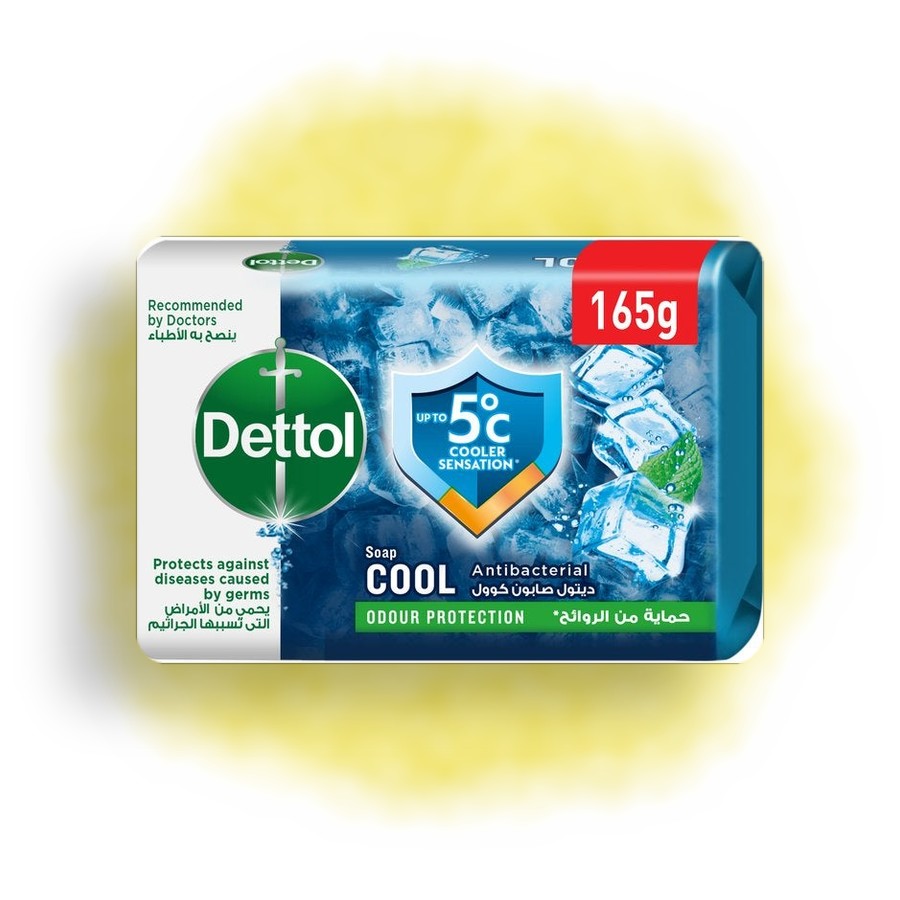 Dettol
165g
Recommended
by Doctors
ينصح به الأطباء
Dettol
UP TO 5°C
COOLER
SENSATION*
Protects against
diseases caused
by germs
يحمي من الأمراض
التى تسببها الجراثيم
Soap
COOL
Antibacterial
ديتول صابون كوول
ODOUR PROTECTION
حماية من الروائح*